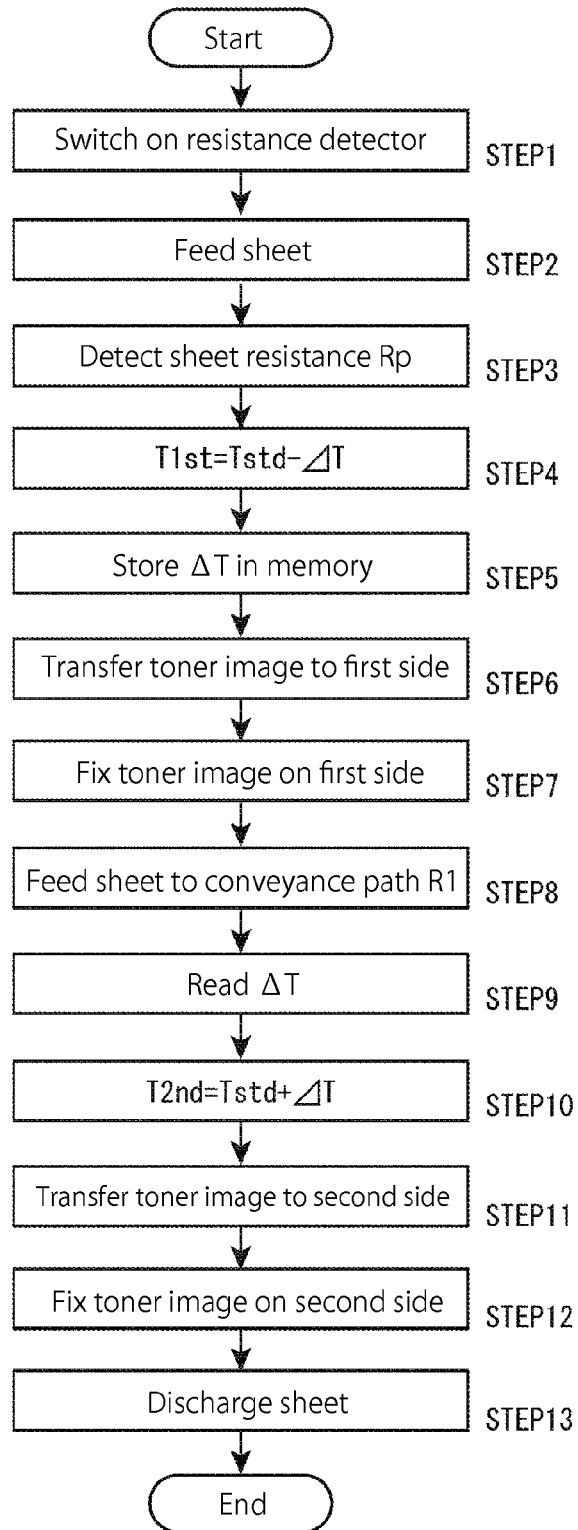 Start
Switch on resistance detector STEP1
Feed sheet STEP2
Detect sheet resistance Rp STEP3
T1st=Tstd-⊿T STEP4
Store ΔT in memory STEP5
Transfer toner image to first side STEP6
Fix toner image on first side STEP7
Feed sheet to conveyance path R1 STEP8
Read ΔT STEP9
T2nd=Tstd+⊿T STEP10
Transfer toner image to second side STEP11
Fix toner image on second side STEP12
Discharge sheet STEP13
End